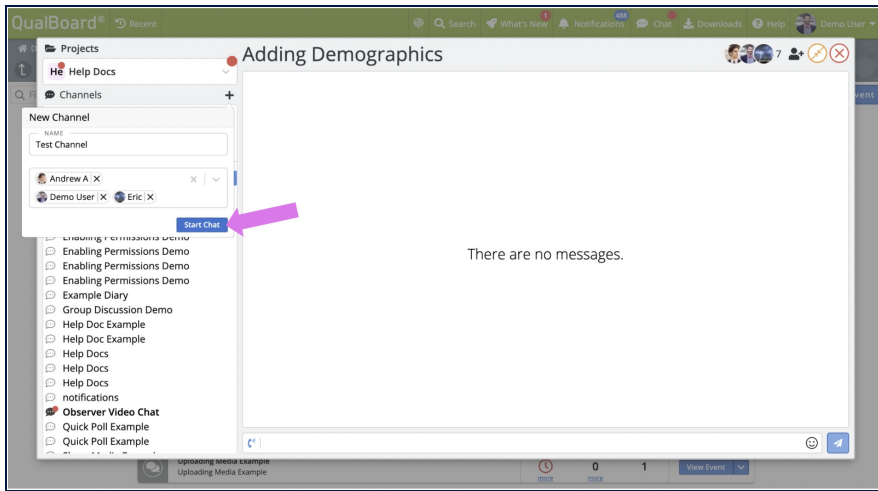 QualBoard® Recent Search What's New 1 Notifications 488 Chat Downloads Help Demo User
Projects
He Help Docs
Channels
Adding Demographics
7
New Channel
NAME
Test Channel
Andrew A
Demo User Eric
Start Chat
Enabling Permissions Demo
Enabling Permissions Demo
Enabling Permissions Demo
Enabling Permissions Demo
Example Diary
Group Discussion Demo
Help Doc Example
Help Doc Example
Help Docs
Help Docs
Help Docs
notifications
Observer Video Chat
Quick Poll Example
Quick Poll Example
There are no messages.
Uploading Media Example
Uploading Media Example
more
0
more
1
View Event